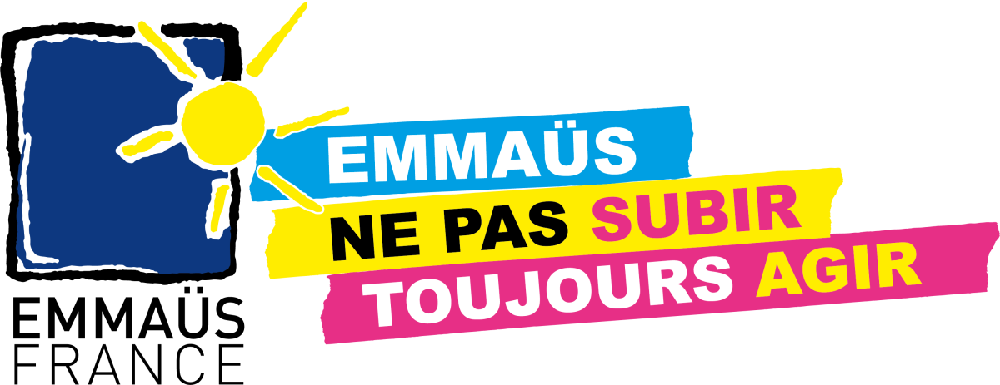 EMMAÜS
FRANCE
EMMAÜS
NE PAS SUBIR
TOUJOURS AGIR